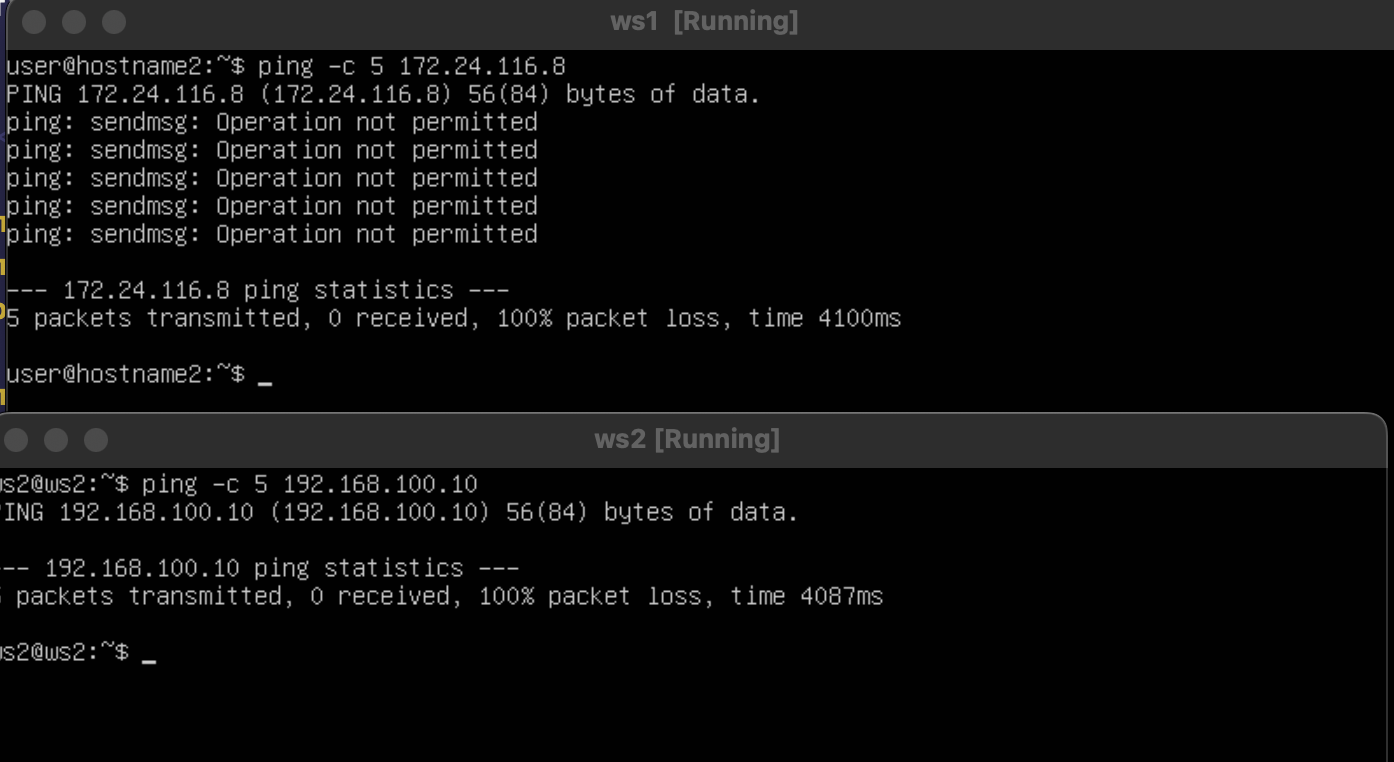 ws1 [Running]
user@hostname2:~$ ping -c 5 172.24.116.8
PING 172.24.116.8 (172.24.116.8) 56(84) bytes of data.
ping: sendmsg: Operation not permitted
ping: sendmsg: Operation not permitted
ping: sendmsg: Operation not permitted
ping: sendmsg: Operation not permitted
ping: sendmsg: Operation not permitted
--- 172.24.116.8 ping statistics ---
5 packets transmitted, 0 received, 100% packet loss, time 4100ms
user@hostname2:~$ _
ws2 [Running]
ws2@ws2:~$ ping -c 5 192.168.100.10
PING 192.168.100.10 (192.168.100.10) 56(84) bytes of data.
--- 192.168.100.10 ping statistics ---
5 packets transmitted, 0 received, 100% packet loss, time 4087ms
ws2@ws2:~$ _